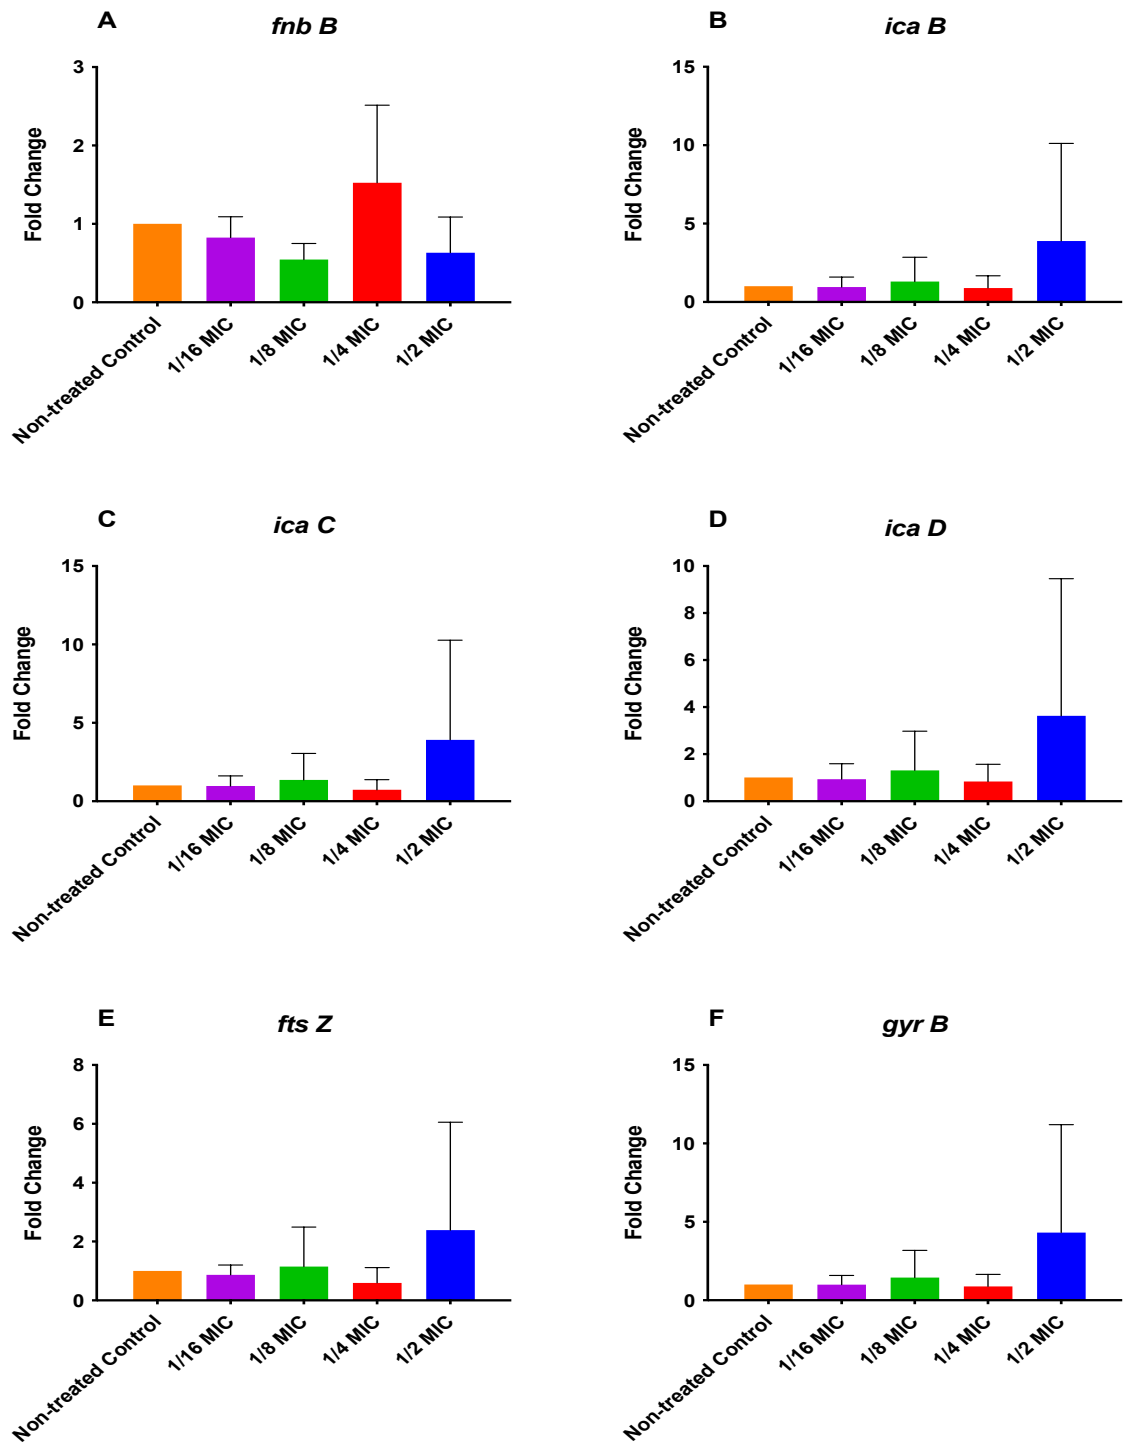 A
fnb B
3
2
1
0
Fold Change
Non-treated Control
1/16 MIC
1/8 MIC
1/4 MIC
1/2 MIC
B
ica B
15
10
5
0
Fold Change
Non-treated Control
1/16 MIC
1/8 MIC
1/4 MIC
1/2 MIC
C
ica C
15
10
5
0
Fold Change
Non-treated Control
1/16 MIC
1/8 MIC
1/4 MIC
1/2 MIC
D
ica D
10
8
6
4
2
0
Fold Change
Non-treated Control
1/16 MIC
1/8 MIC
1/4 MIC
1/2 MIC
E
fts Z
8
6
4
2
0
Fold Change
Non-treated Control
1/16 MIC
1/8 MIC
1/4 MIC
1/2 MIC
F
gyr B
15
10
5
0
Fold Change
Non-treated Control
1/16 MIC
1/8 MIC
1/4 MIC
1/2 MIC